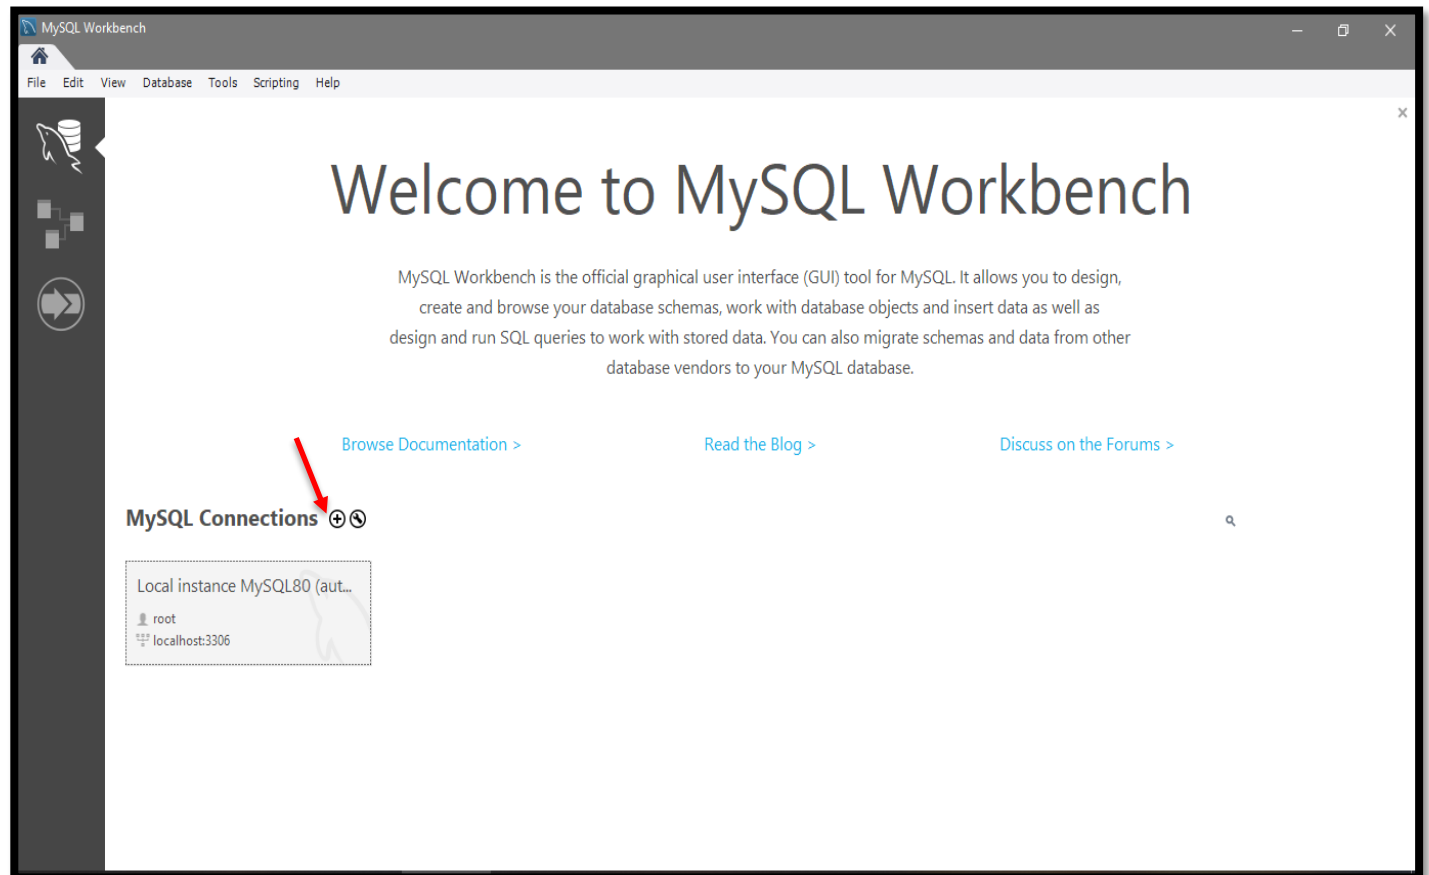 MySQL Workbench
File Edit View Database Tools Scripting Help
Welcome to MySQL Workbench
MySQL Workbench is the official graphical user interface (GUI) tool for MySQL. It allows you to design,
create and browse your database schemas, work with database objects and insert data as well as
design and run SQL queries to work with stored data. You can also migrate schemas and data from other
database vendors to your MySQL database.
Browse Documentation > Read the Blog > Discuss on the Forums >
MySQL Connections
Local instance MySQL80 (aut...
root
localhost:3306